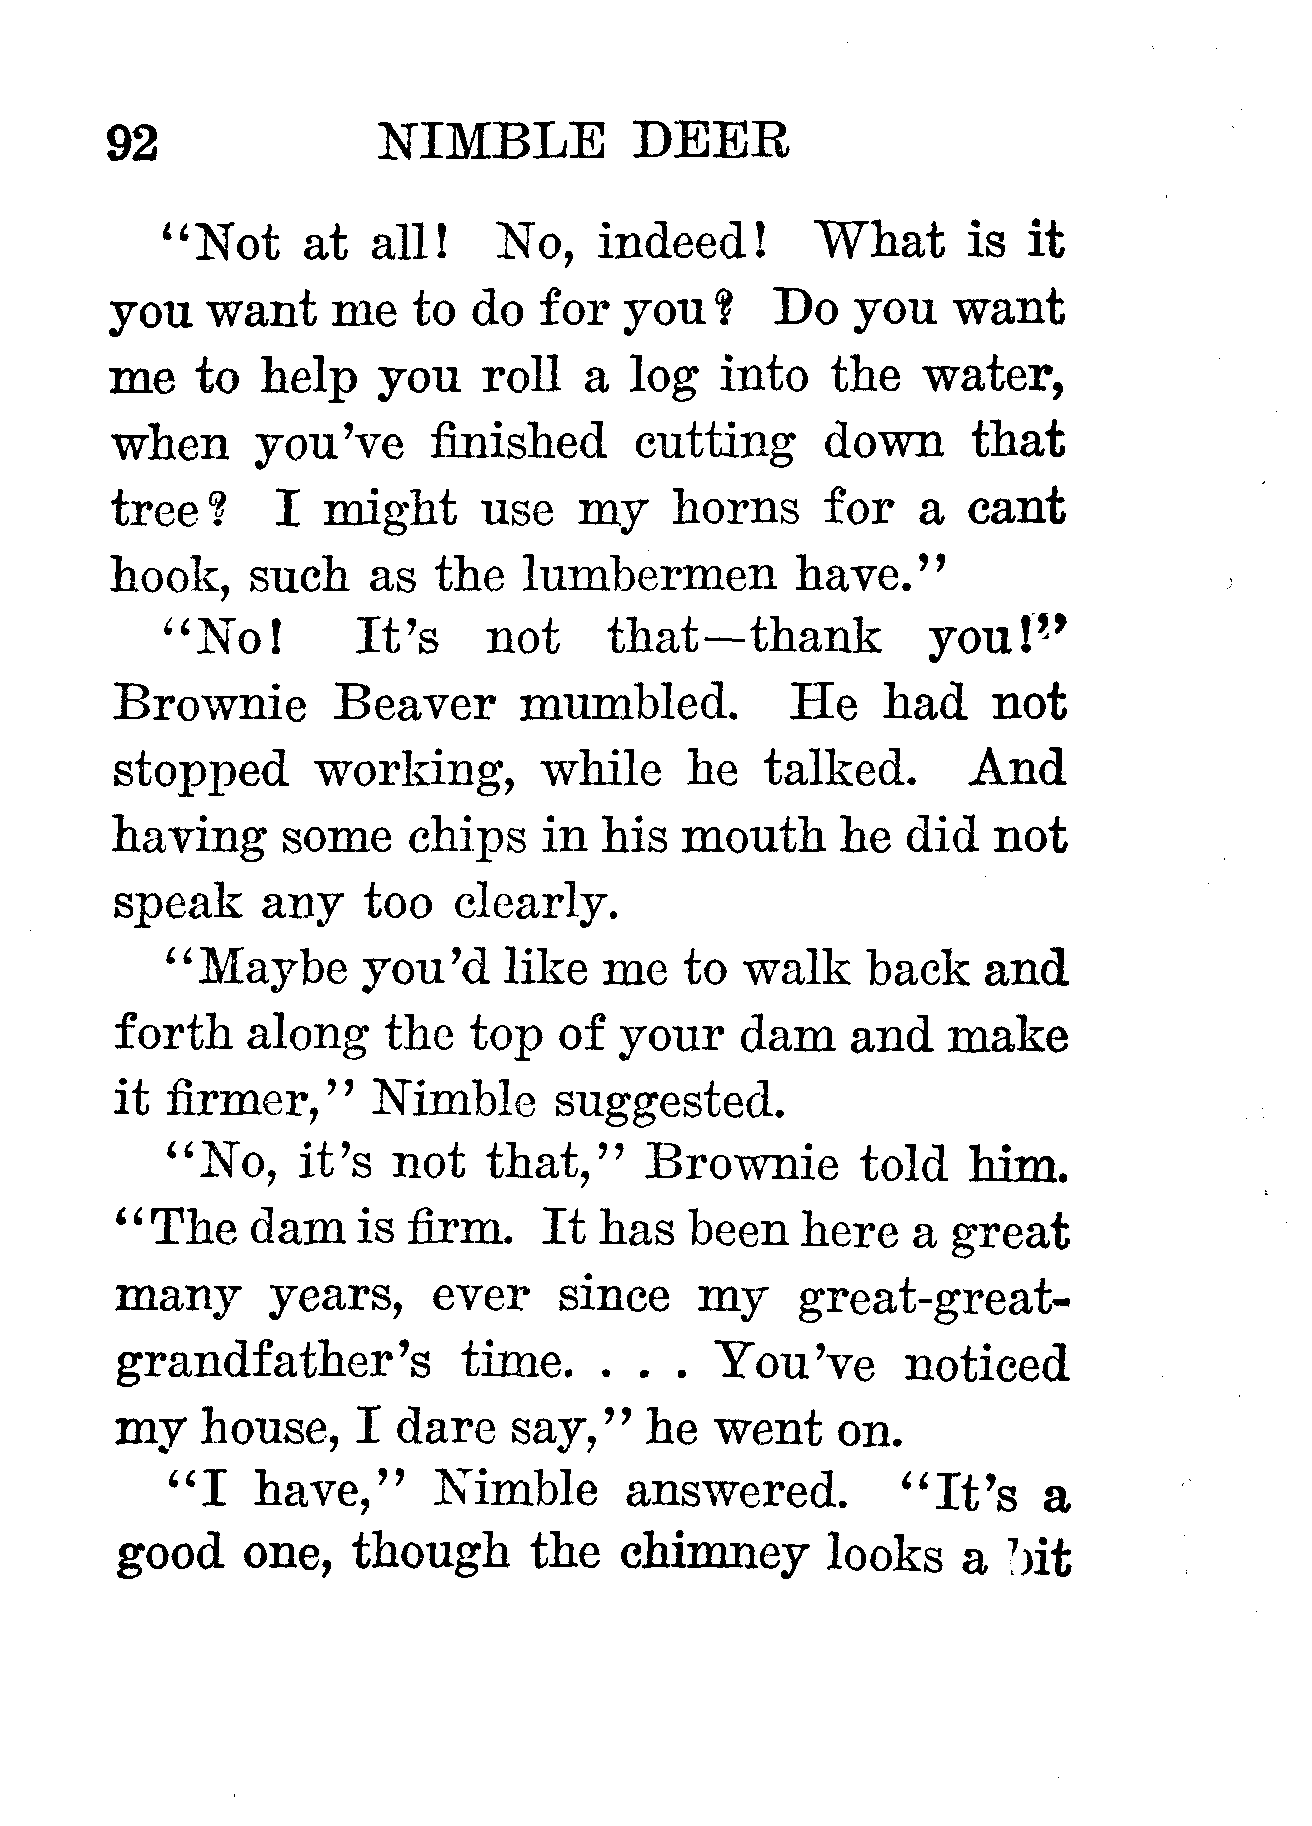 92 NIMBLE DEER
“Not at all! No, indeed! What is it
you want me to do for you? Do you want
me to help you roll a log into the water,
when you’ve finished cutting down that
tree? I might use my horns for a cant
hook, such as the lumbermen have.”
“No! It’s not that—thank you!”
Brownie Beaver mumbled. He had not
stopped working, while he talked. And
having some chips in his mouth he did not
speak any too clearly.
“Maybe you’d like me to walk back and
forth along the top of your dam and make
it firmer,” Nimble suggested.
“No, it’s not that,” Brownie told him.
“The dam is firm. It has been here a great
many years, ever since my great-great-
grandfather’s time. . . . You’ve noticed
my house, I dare say,” he went on.
“I have,” Nimble answered. “It’s a
good one, though the chimney looks a bit